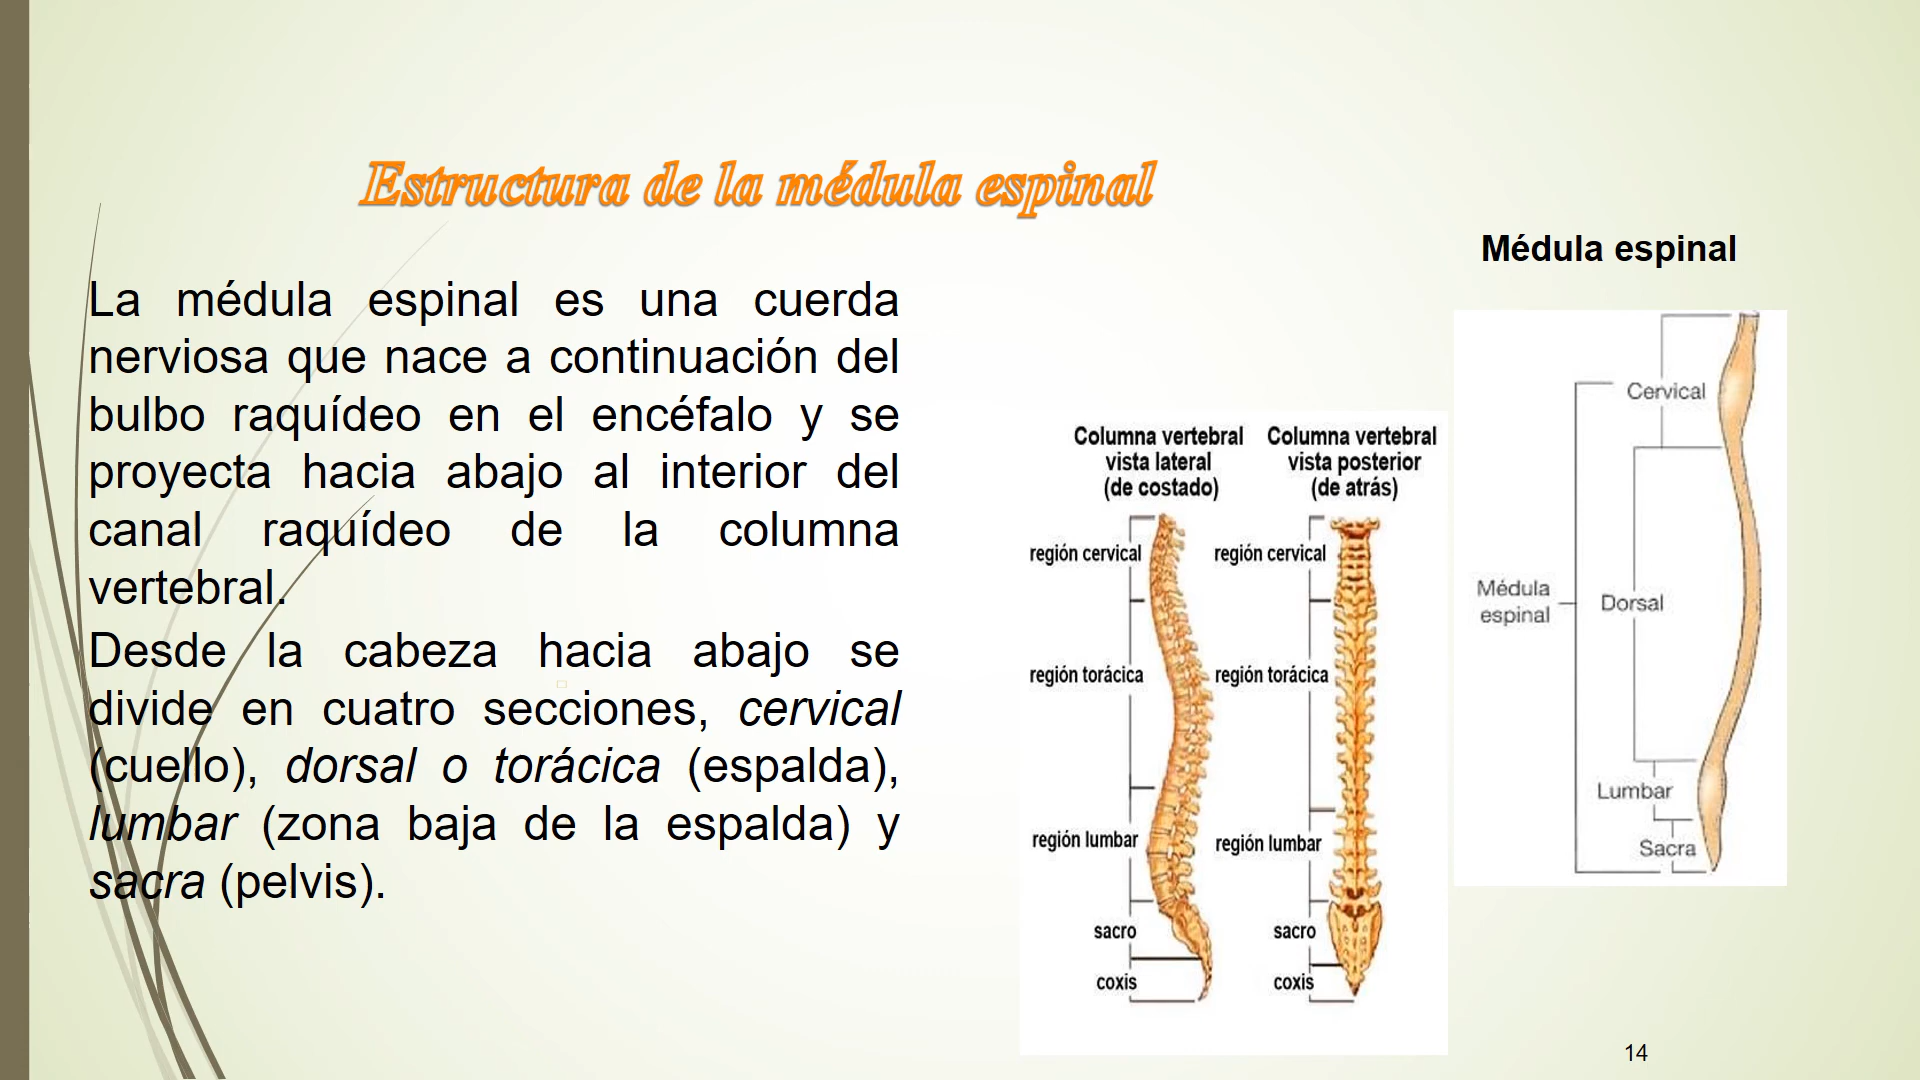 Estructura de la médula espinal
La médula espinal es una cuerda
nerviosa que nace a continuación del
bulbo raquídeo en el encéfalo y se
proyecta hacia abajo al interior del
canal raquídeo de la columna
vertebral.
Desde la cabeza hacia abajo se
divide en cuatro secciones, cervical
(cuello), dorsal o torácica (espalda),
lumbar (zona baja de la espalda) y
sacra (pelvis).
Columna vertebral
vista lateral
(de costado)
región cervical
región torácica
región lumbar
sacro
coxis
Columna vertebral
vista posterior
(de atrás)
región cervical
región torácica
región lumbar
sacro
coxis
Médula espinal
Cervical
Médula
espinal
Dorsal
Lumbar
Sacra
14